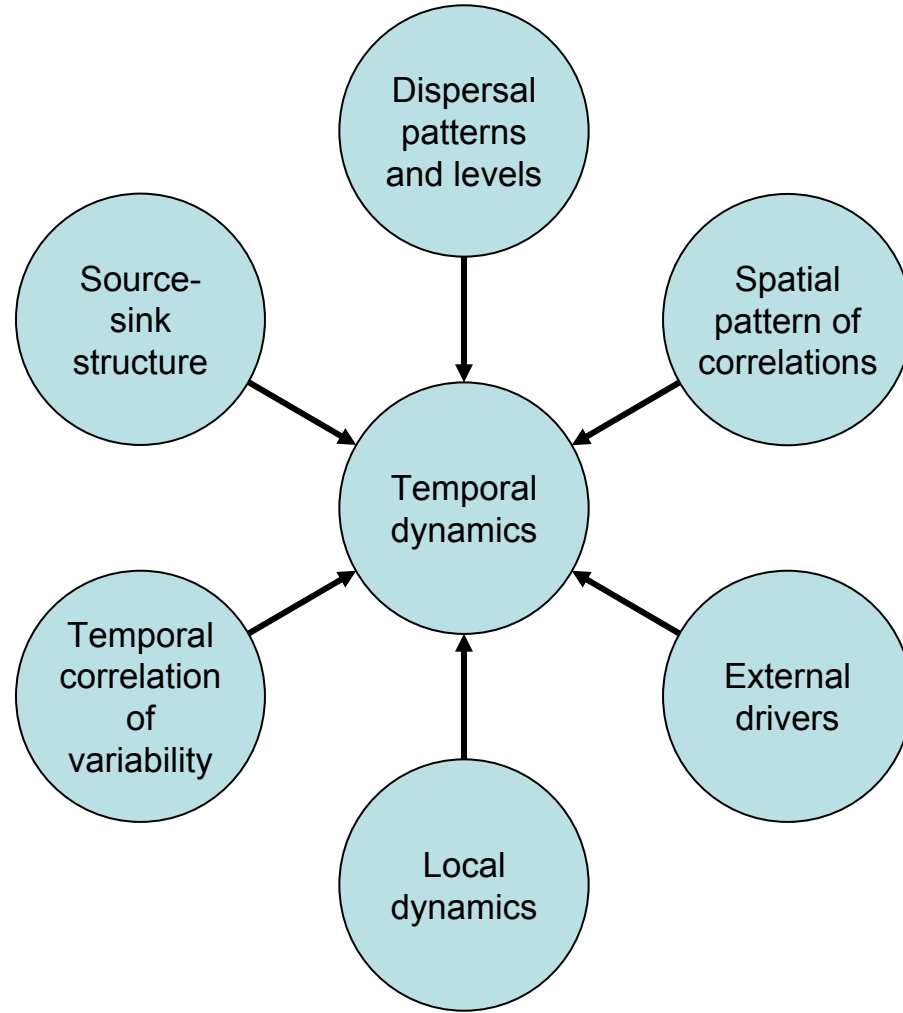 Dispersal
patterns
and levels
Source-
sink
structure
Spatial
pattern of
correlations
Temporal
dynamics
Temporal
correlation
of
variability
External
drivers
Local
dynamics